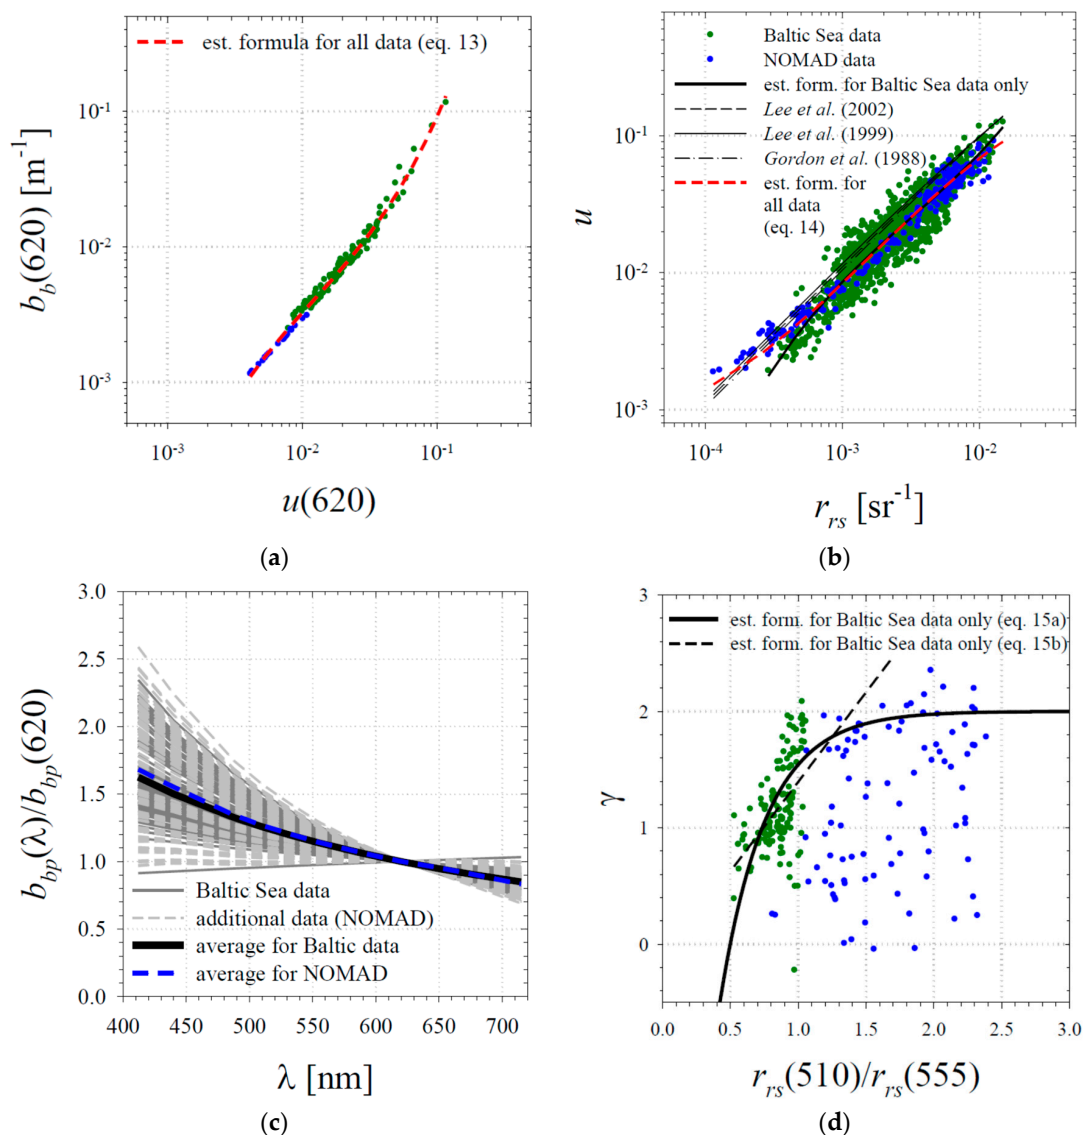 est. formula for all data (eq. 13)
10⁻¹
10⁻²
10⁻³
b_b(620) [m⁻¹]
10⁻³
10⁻²
10⁻¹
u(620)
(a)
Baltic Sea data
NOMAD data
est. form. for Baltic Sea data only
Lee et al. (2002)
Lee et al. (1999)
Gordon et al. (1988)
est. form. for
all data
(eq. 14)
10⁻¹
10⁻²
10⁻³
u
10⁻⁴
10⁻³
10⁻²
r_rs [sr⁻¹]
(b)
3.0
2.5
2.0
1.5
1.0
0.5
0.0
b_bp(λ)/b_bp(620)
Baltic Sea data
additional data (NOMAD)
average for Baltic data
average for NOMAD
400 450 500 550 600 650 700
λ [nm]
(c)
3
2
1
0
γ
est. form. for Baltic Sea data only (eq. 15a)
est. form. for Baltic Sea data only (eq. 15b)
0.0 0.5 1.0 1.5 2.0 2.5 3.0
r_rs(510)/r_rs(555)
(d)